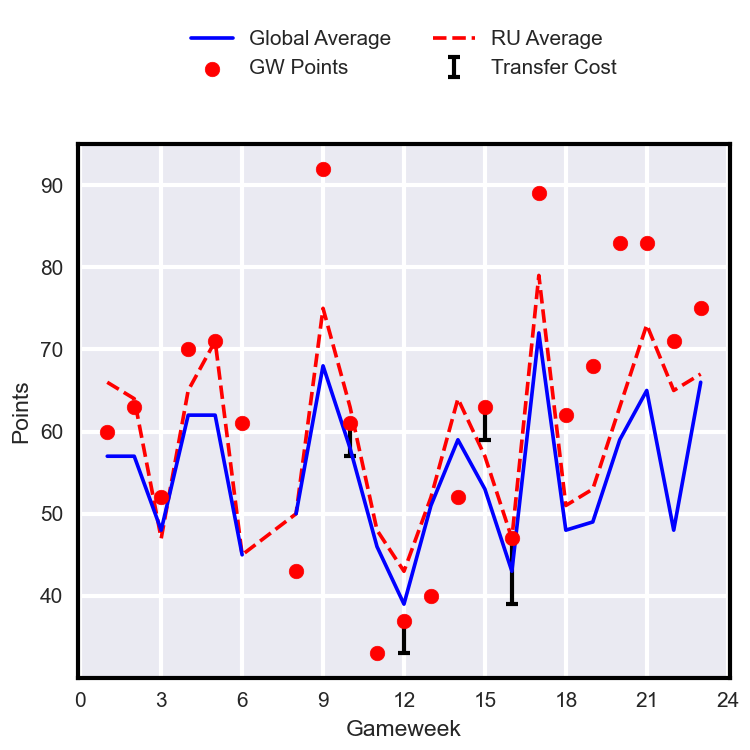 Global Average
RU Average
GW Points
Transfer Cost
90
80
70
60
50
40
Points
0 3 6 9 12 15 18 21 24
Gameweek